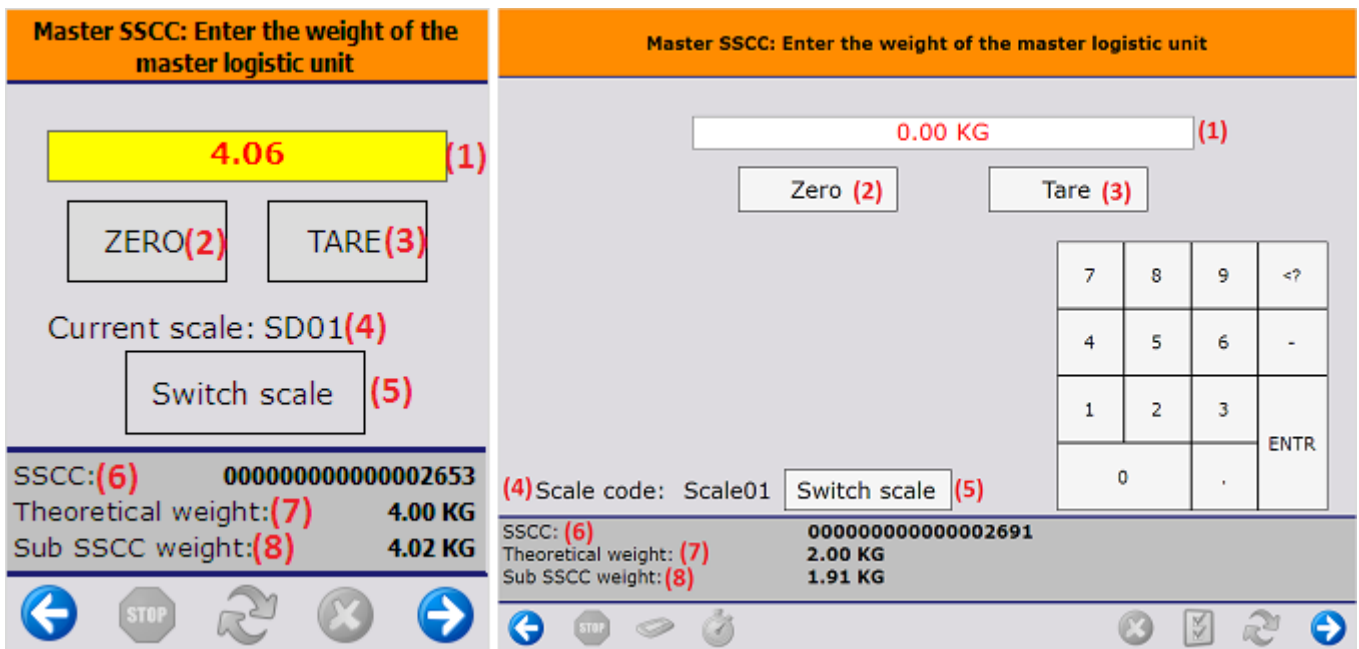 Master SSCC: Enter the weight of the
master logistic unit
4.06 (1)
ZERO(2) TARE(3)
Current scale: SD01(4)
Switch scale (5)
SSCC:(6) 000000000000002653
Theoretical weight:(7) 4.00 KG
Sub SSCC weight:(8) 4.02 KG
STOP
Master SSCC: Enter the weight of the master logistic unit
0.00 KG (1)
Zero (2) Tare (3)
7 8 9 <?
4 5 6 -
1 2 3
ENTR
0 .
(4) Scale code: Scale01 Switch scale (5)
SSCC: (6) 000000000000002691
Theoretical weight: (7) 2.00 KG
Sub SSCC weight: (8) 1.91 KG
STOP